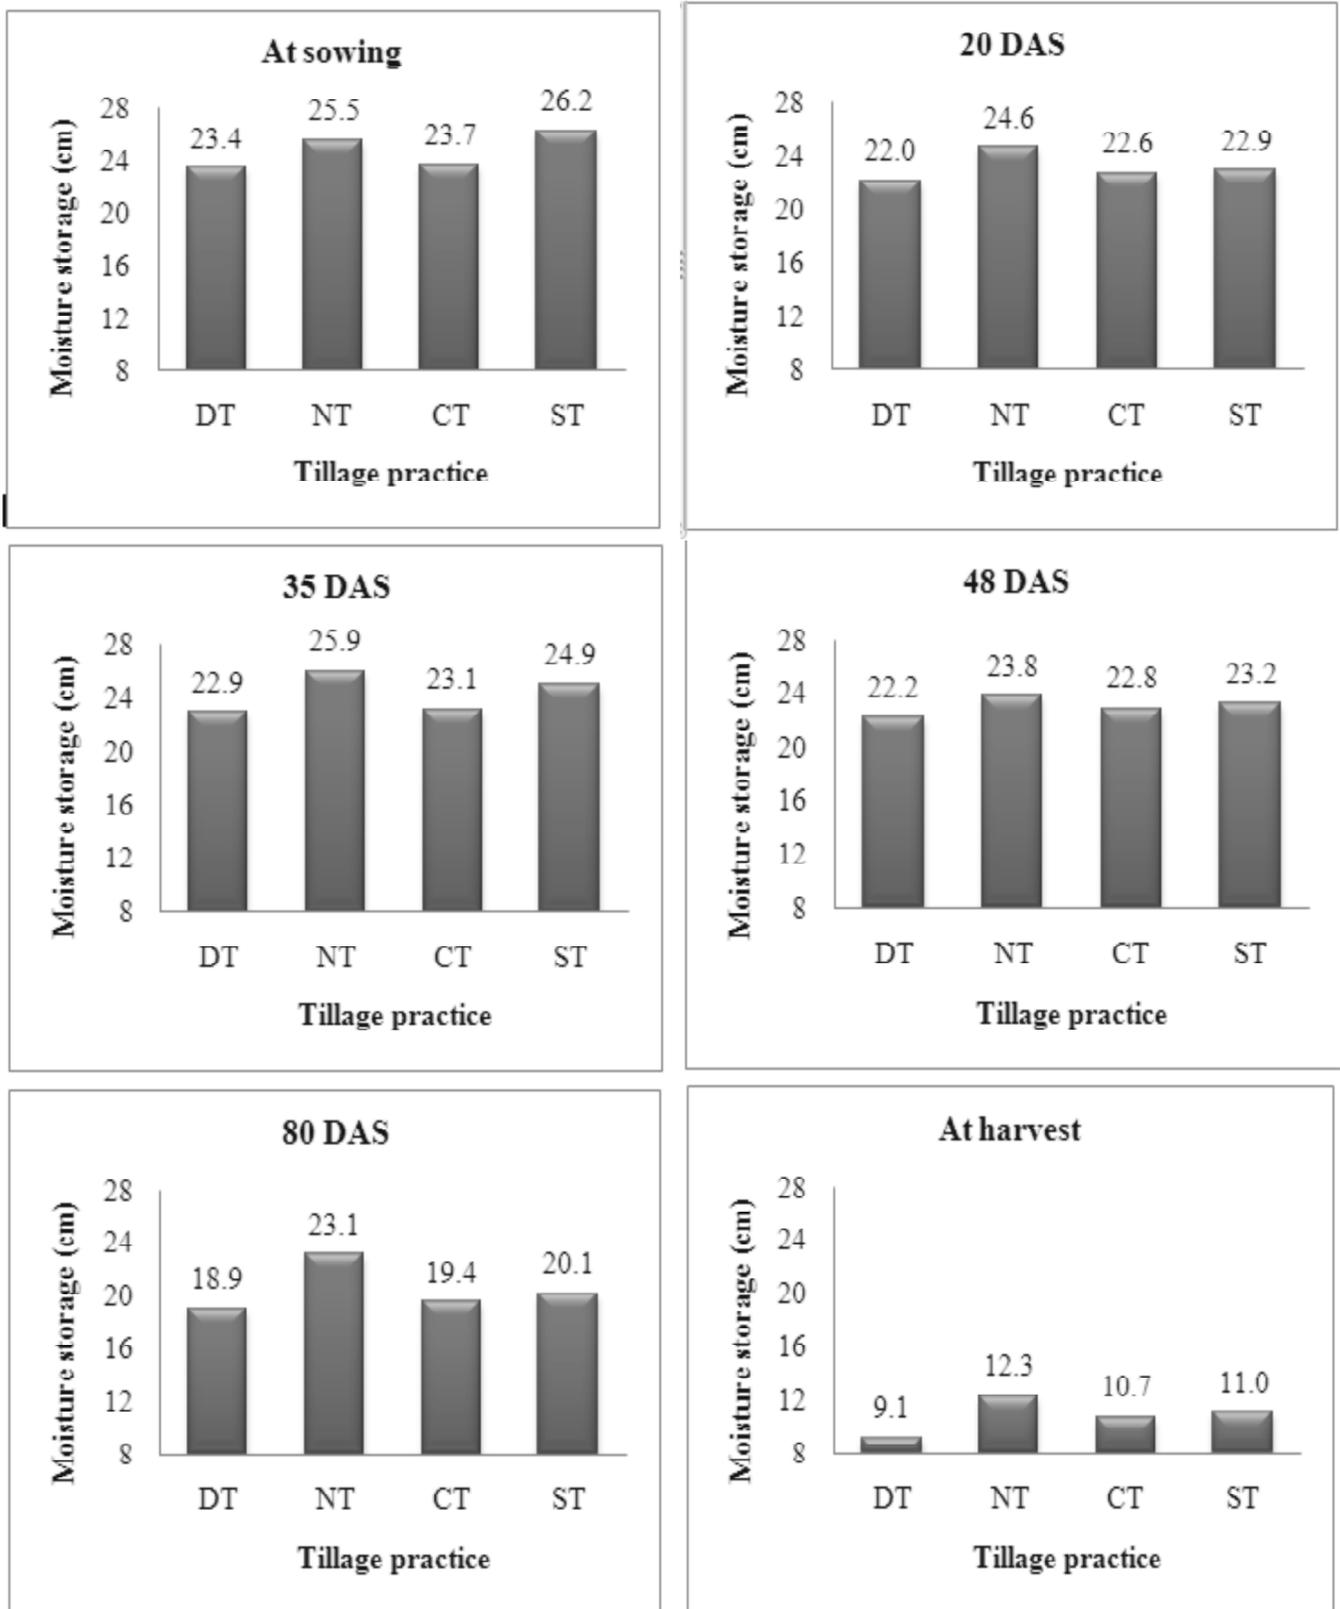 At sowing
Moisture storage (cm)
28
24
20
16
12
8
23.4
25.5
23.7
26.2
DT NT CT ST
Tillage practice
20 DAS
Moisture storage (cm)
28
24
20
16
12
8
22.0
24.6
22.6
22.9
DT NT CT ST
Tillage practice
35 DAS
Moisture storage (cm)
28
24
20
16
12
8
22.9
25.9
23.1
24.9
DT NT CT ST
Tillage practice
48 DAS
Moisture storage (cm)
28
24
20
16
12
8
22.2
23.8
22.8
23.2
DT NT CT ST
Tillage practice
80 DAS
Moisture storage (cm)
28
24
20
16
12
8
18.9
23.1
19.4
20.1
DT NT CT ST
Tillage practice
At harvest
Moisture storage (cm)
28
24
20
16
12
8
9.1
12.3
10.7
11.0
DT NT CT ST
Tillage practice